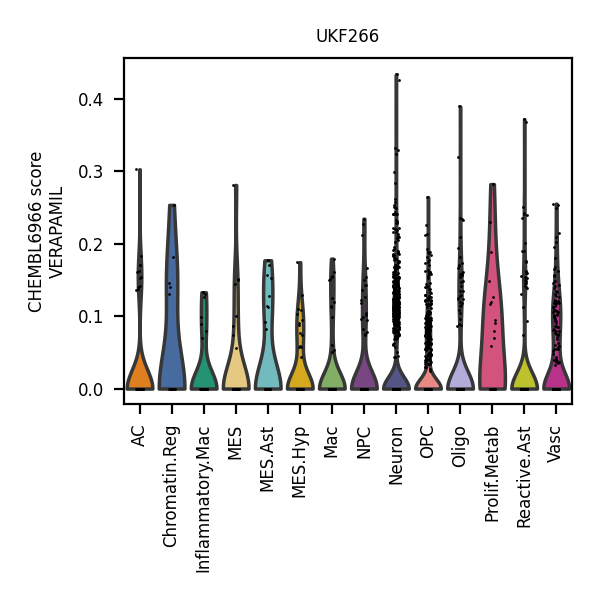 UKF266
CHEMBL6966 score
VERAPAMIL
0.4
0.3
0.2
0.1
0.0
AC
Chromatin.Reg
Inflammatory.Mac
MES
MES.Ast
MES.Hyp
Mac
NPC
Neuron
OPC
Oligo
Prolif.Metab
Reactive.Ast
Vasc